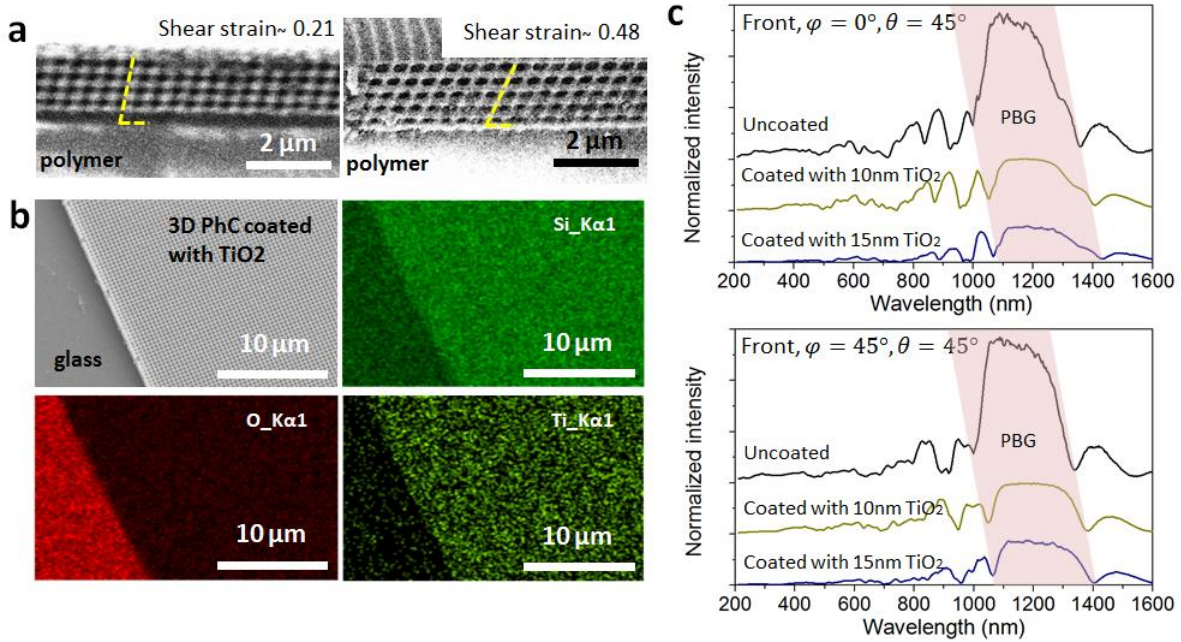 a
Shear strain~ 0.21
polymer
2 µm
Shear strain~ 0.48
polymer
2 µm
b
3D PhC coated
with TiO2
glass
10 µm
Si_Kα1
10 µm
O_Kα1
10 µm
Ti_Kα1
10 µm
c
Front, φ = 0°, θ = 45°
Normalized intensity
Uncoated
PBG
Coated with 10nm TiO₂
Coated with 15nm TiO₂
200 400 600 800 1000 1200 1400 1600
Wavelength (nm)
Front, φ = 45°, θ = 45°
Normalized intensity
Uncoated
PBG
Coated with 10nm TiO₂
Coated with 15nm TiO₂
200 400 600 800 1000 1200 1400 1600
Wavelength (nm)